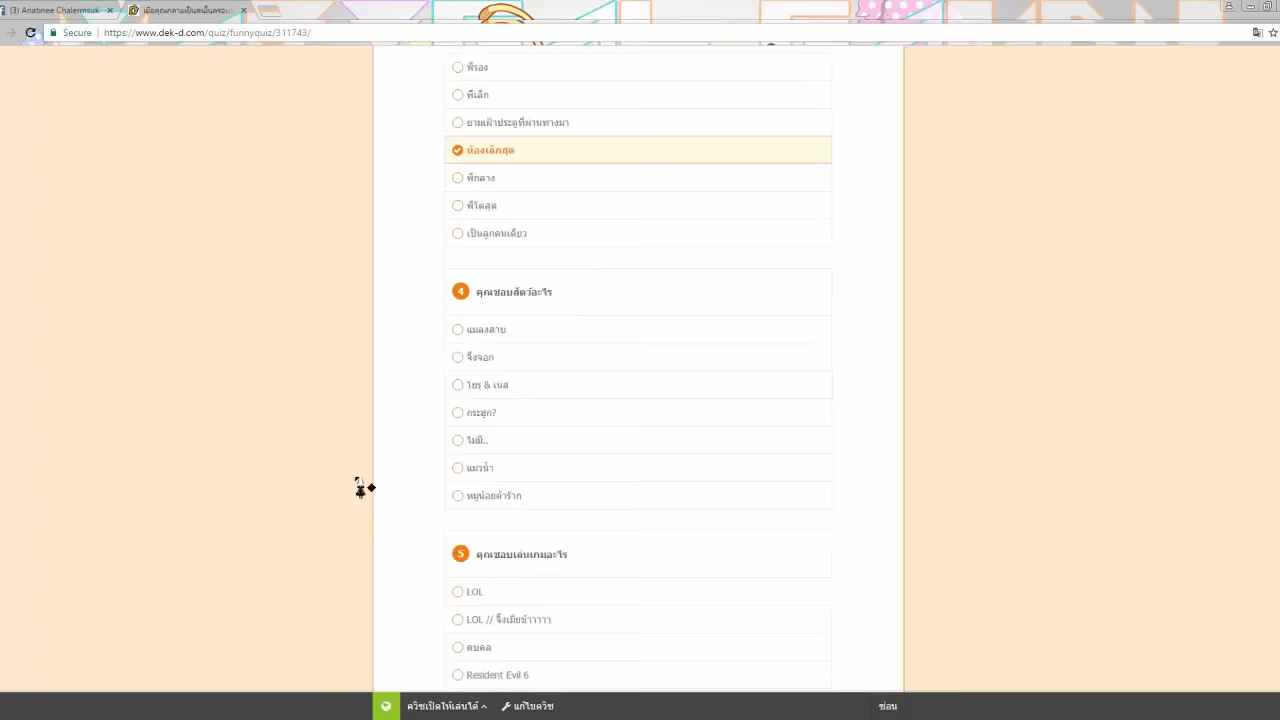 (3) Anatinee Chalermsuk
Secure https://www.dek-d.com/quiz/funnyquiz/311743/
พี่รอง
พี่เล็ก
ยามเฝ้าประตูที่ผ่านทางมา
น้องเล็กสุด
พี่กลาง
พี่โตสุด
เป็นลูกคนเดียว
4 คุณชอบสัตว์อะไร
แมลงสาบ
จิ้งจอก
โยรุ & เนส
กระสุก?
ไม่มี..
แมวน้ำ
หมูน้อยค่ำร้าก
5 คุณชอบเล่นเกมอะไร
LOL
LOL // จิ้งเมียข้าาาาา
คบคล
Resident Evil 6
ควิซเปิดให้เล่นได้ แก้ไขควิซ ซ่อน